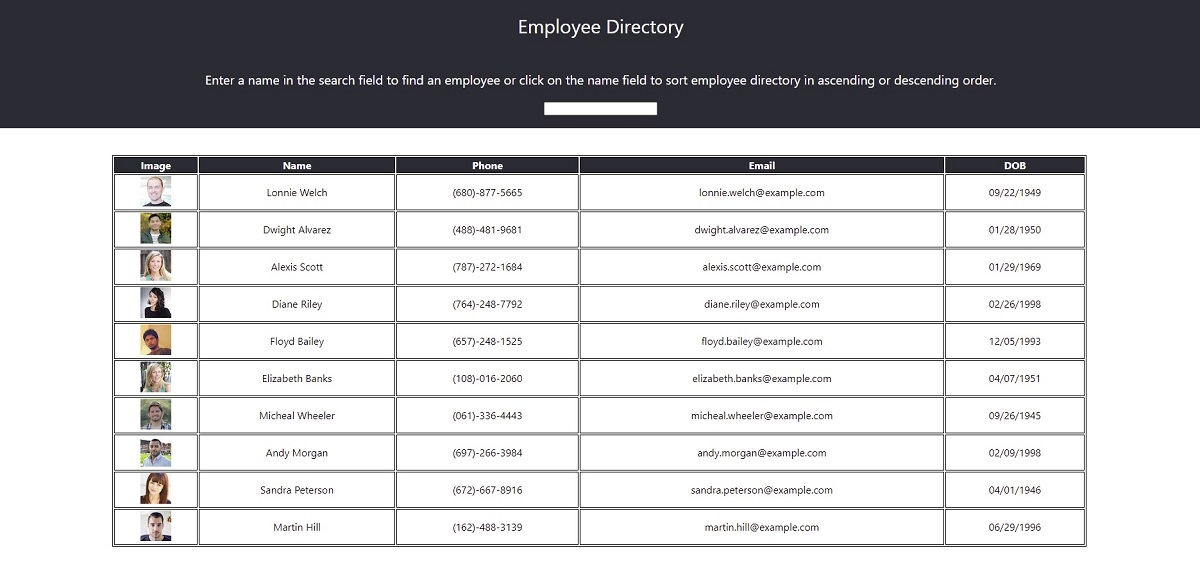 Employee Directory
Enter a name in the search field to find an employee or click on the name field to sort employee directory in ascending or descending order.
Image Name Phone Email DOB
Lonnie Welch (680)-877-5665 lonnie.welch@example.com 09/22/1949
Dwight Alvarez (488)-481-9681 dwight.alvarez@example.com 01/28/1950
Alexis Scott (787)-272-1684 alexis.scott@example.com 01/29/1969
Diane Riley (764)-248-7792 diane.riley@example.com 02/26/1998
Floyd Bailey (657)-248-1525 floyd.bailey@example.com 12/05/1993
Elizabeth Banks (108)-016-2060 elizabeth.banks@example.com 04/07/1951
Micheal Wheeler (061)-336-4443 micheal.wheeler@example.com 09/26/1945
Andy Morgan (697)-266-3984 andy.morgan@example.com 02/09/1998
Sandra Peterson (672)-667-8916 sandra.peterson@example.com 04/01/1946
Martin Hill (162)-488-3139 martin.hill@example.com 06/29/1996